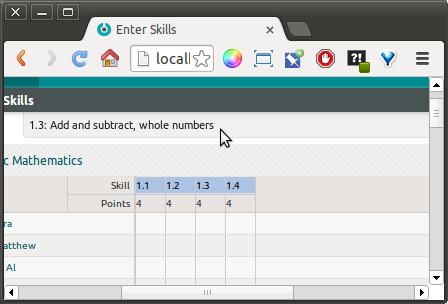 Enter Skills
locall
Skills
1.3: Add and subtract, whole numbers
c Mathematics
Skill 1.1 1.2 1.3 1.4
Points 4 4 4 4
ra
atthew
Al